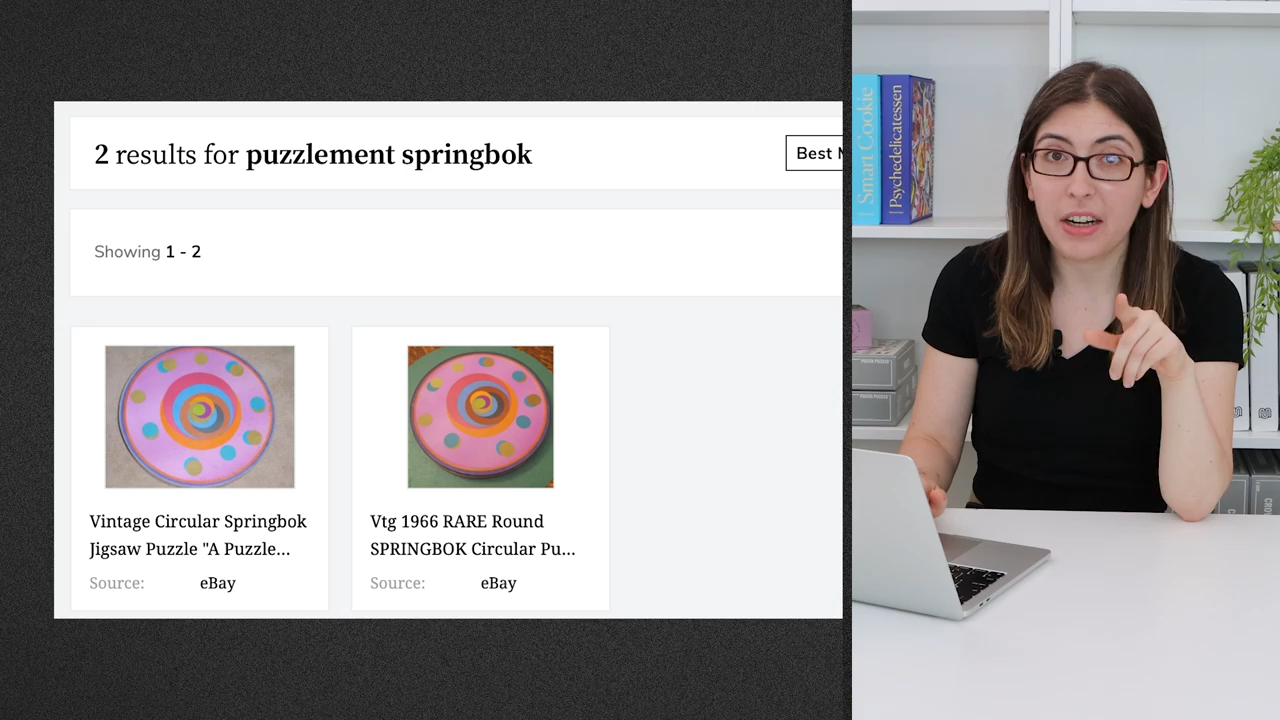 2 results for puzzlement springbok
Best
Showing 1 - 2
Vintage Circular Springbok
Jigsaw Puzzle "A Puzzle...
Source: eBay
Vtg 1966 RARE Round
SPRINGBOK Circular Pu...
Source: eBay
Smart Cookie
Psychedelicatessen